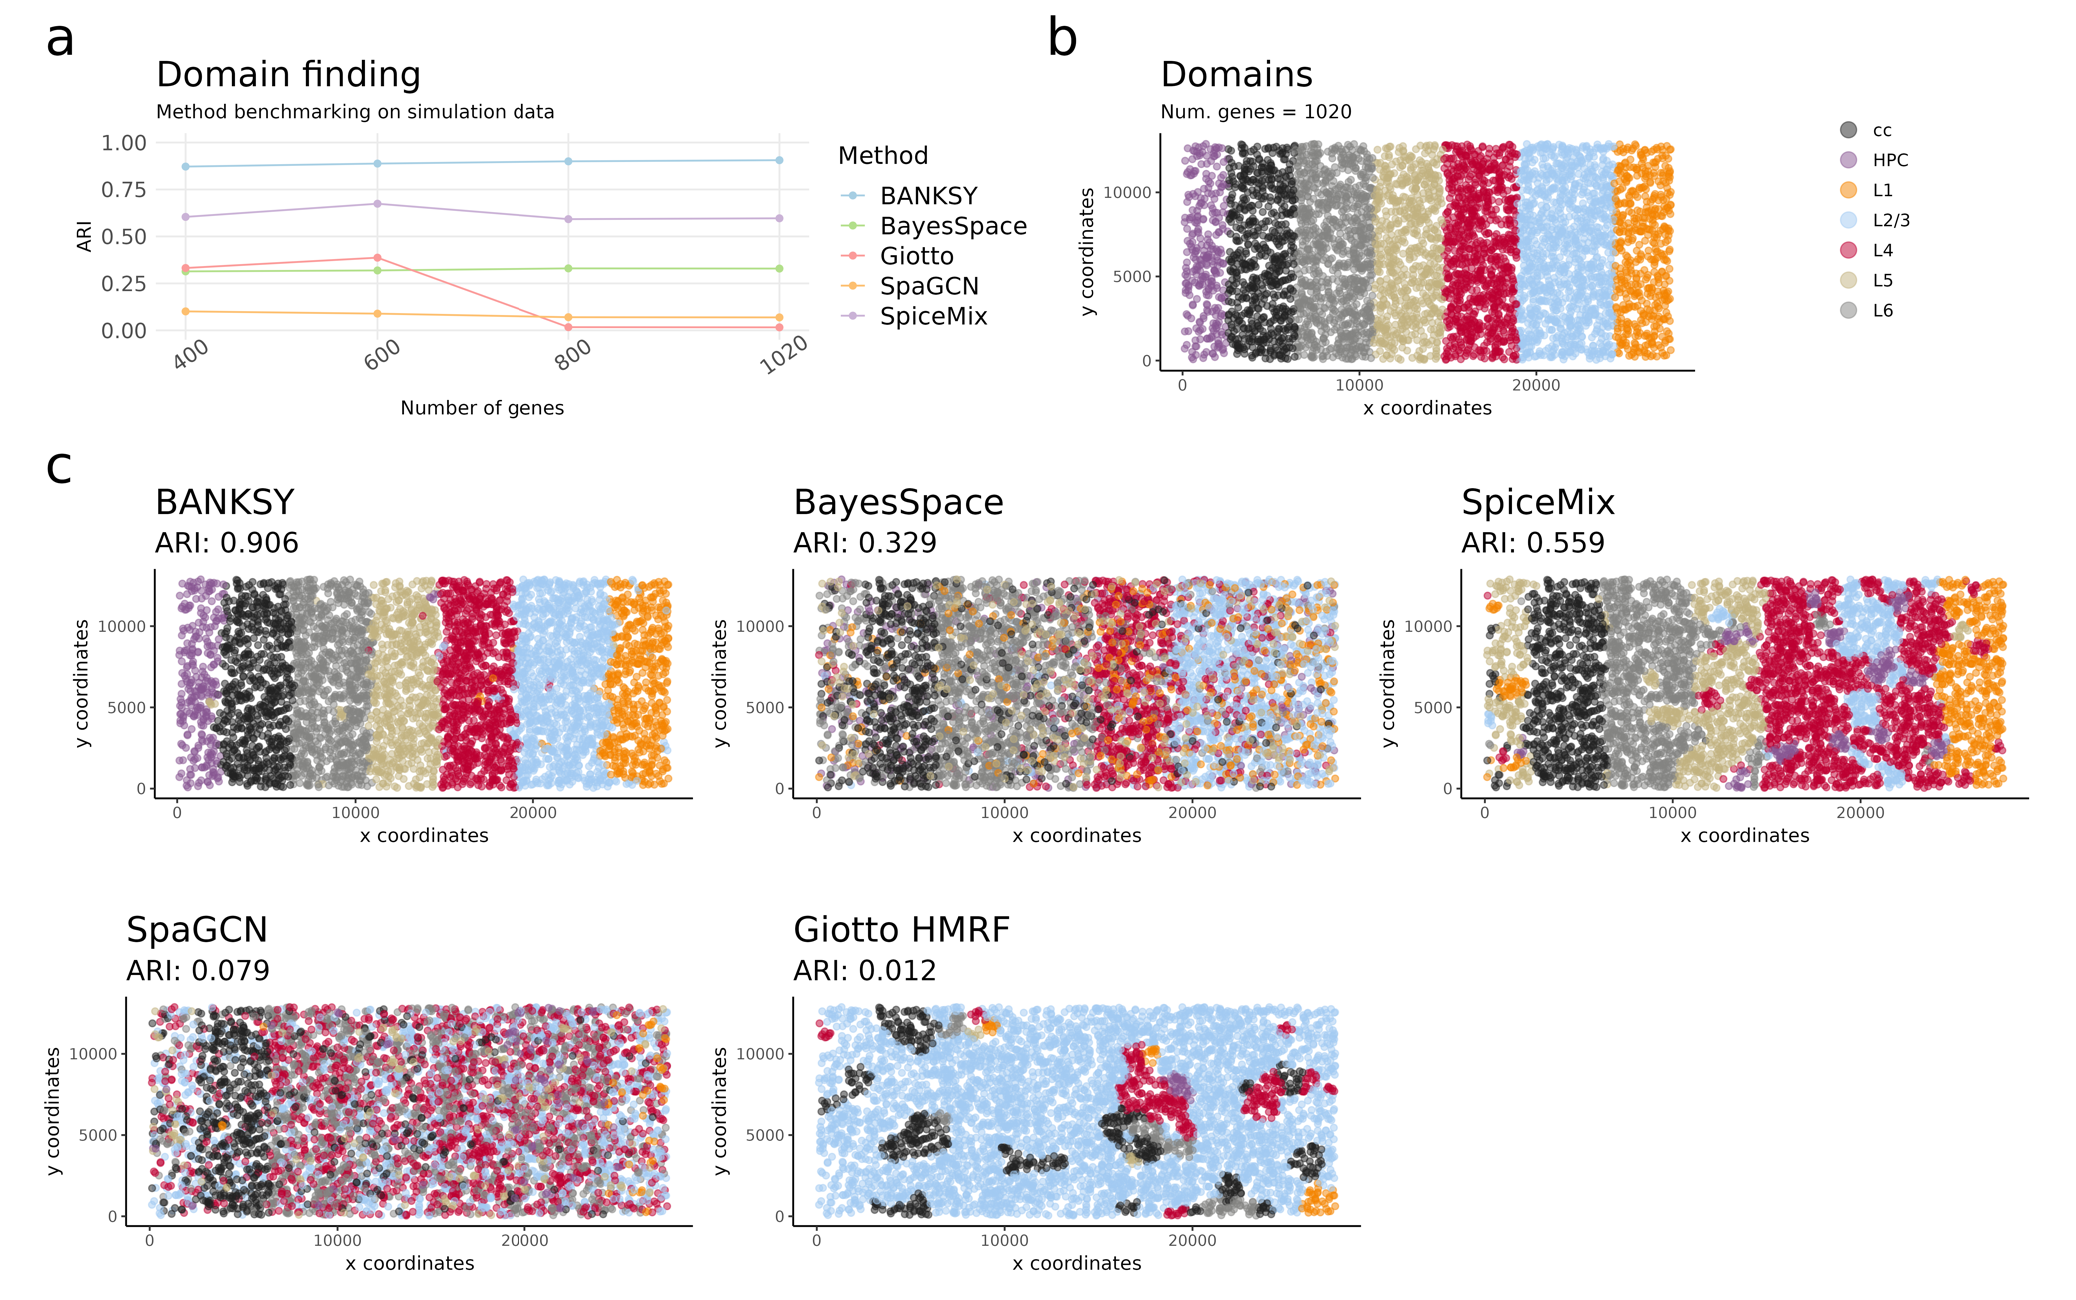 a
Domain finding
Method benchmarking on simulation data
1.00
0.75
0.50
0.25
0.00
ARI
400
600
800
1020
Number of genes
Method
BANKSY
BayesSpace
Giotto
SpaGCN
SpiceMix
b
Domains
Num. genes = 1020
10000
5000
0
y coordinates
0
10000
20000
x coordinates
cc
HPC
L1
L2/3
L4
L5
L6
c
BANKSY
ARI: 0.906
10000
5000
0
y coordinates
0
10000
20000
x coordinates
BayesSpace
ARI: 0.329
10000
5000
0
y coordinates
0
10000
20000
x coordinates
SpiceMix
ARI: 0.559
10000
5000
0
y coordinates
0
10000
20000
x coordinates
SpaGCN
ARI: 0.079
10000
5000
0
y coordinates
0
10000
20000
x coordinates
Giotto HMRF
ARI: 0.012
10000
5000
0
y coordinates
0
10000
20000
x coordinates